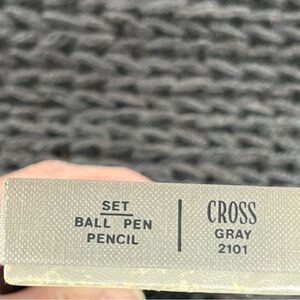 SET
BALL PEN
PENCIL
CROSS
GRAY
2101